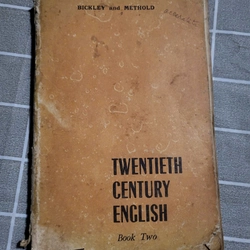 BICKLEY and METHOLD
TWENTIETH
CENTURY
ENGLISH
Book Two